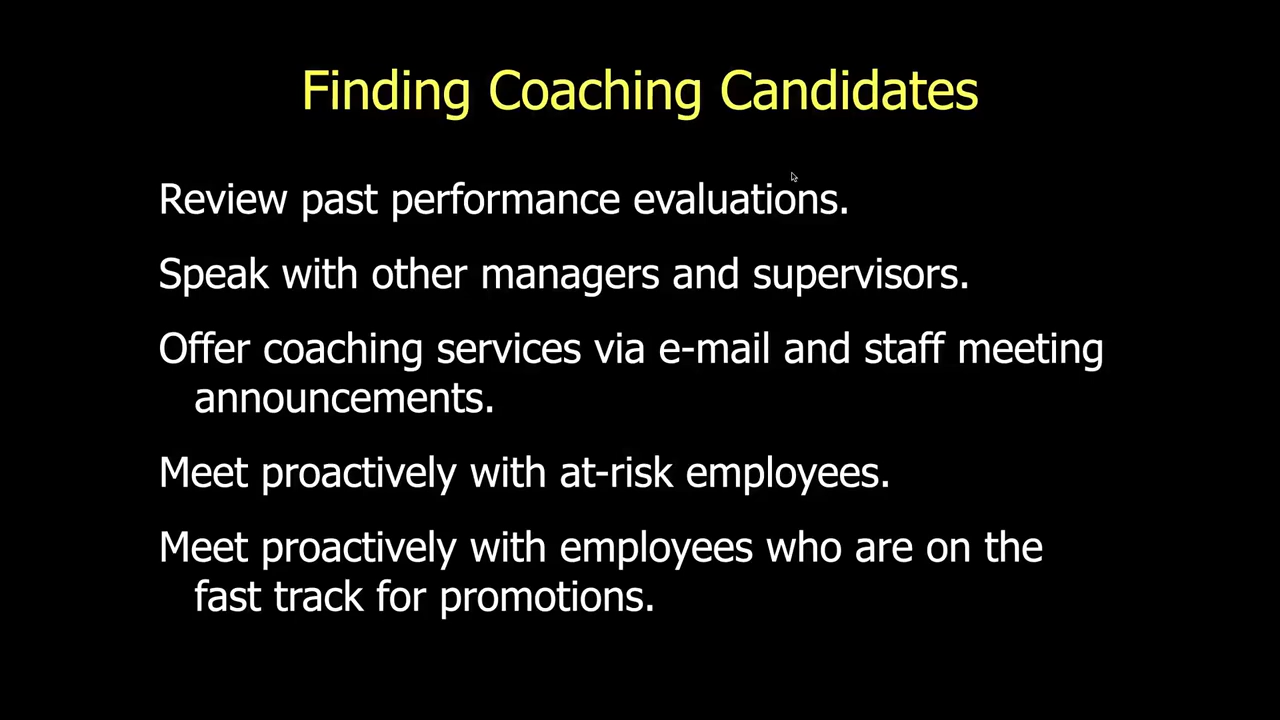 Finding Coaching Candidates
Review past performance evaluations.
Speak with other managers and supervisors.
Offer coaching services via e-mail and staff meeting
announcements.
Meet proactively with at-risk employees.
Meet proactively with employees who are on the
fast track for promotions.